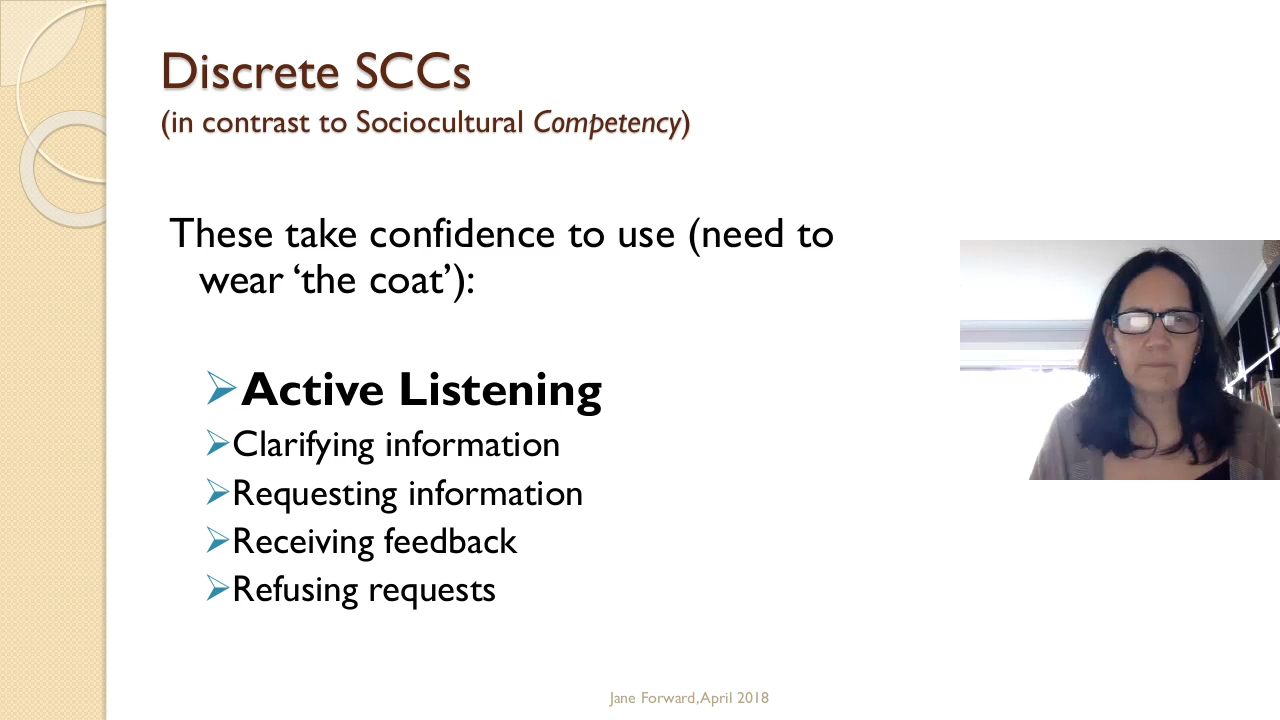 Discrete SCCs
(in contrast to Sociocultural Competency)
These take confidence to use (need to
wear ‘the coat’):
Active Listening
Clarifying information
Requesting information
Receiving feedback
Refusing requests
Jane Forward,April 2018